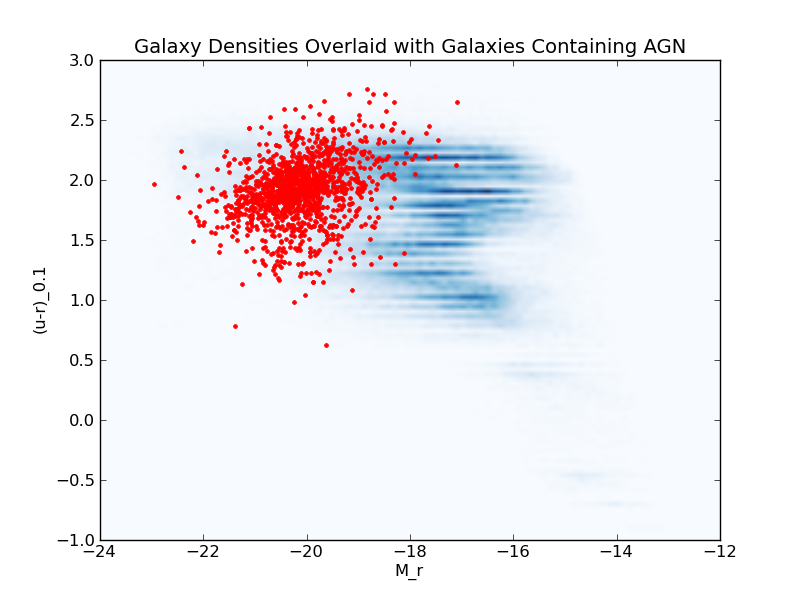 Galaxy Densities Overlaid with Galaxies Containing AGN
3.0
2.5
2.0
1.5
1.0
0.5
0.0
−0.5
−1.0
(u-r)_0.1
−24 −22 −20 −18 −16 −14 −12
M_r